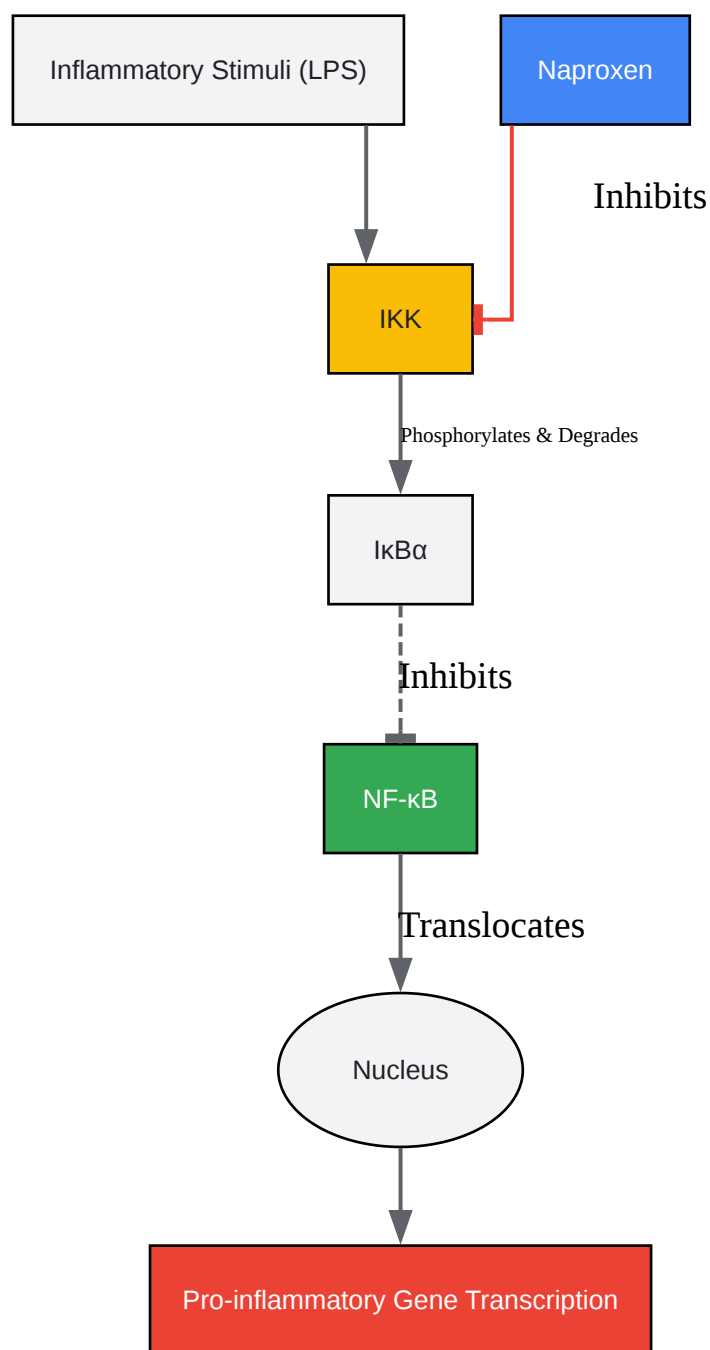 Inflammatory Stimuli (LPS)
Naproxen
Inhibits
IKK
Phosphorylates & Degrades
IκBα
Inhibits
NF-κB
Translocates
Nucleus
Pro-inflammatory Gene Transcription